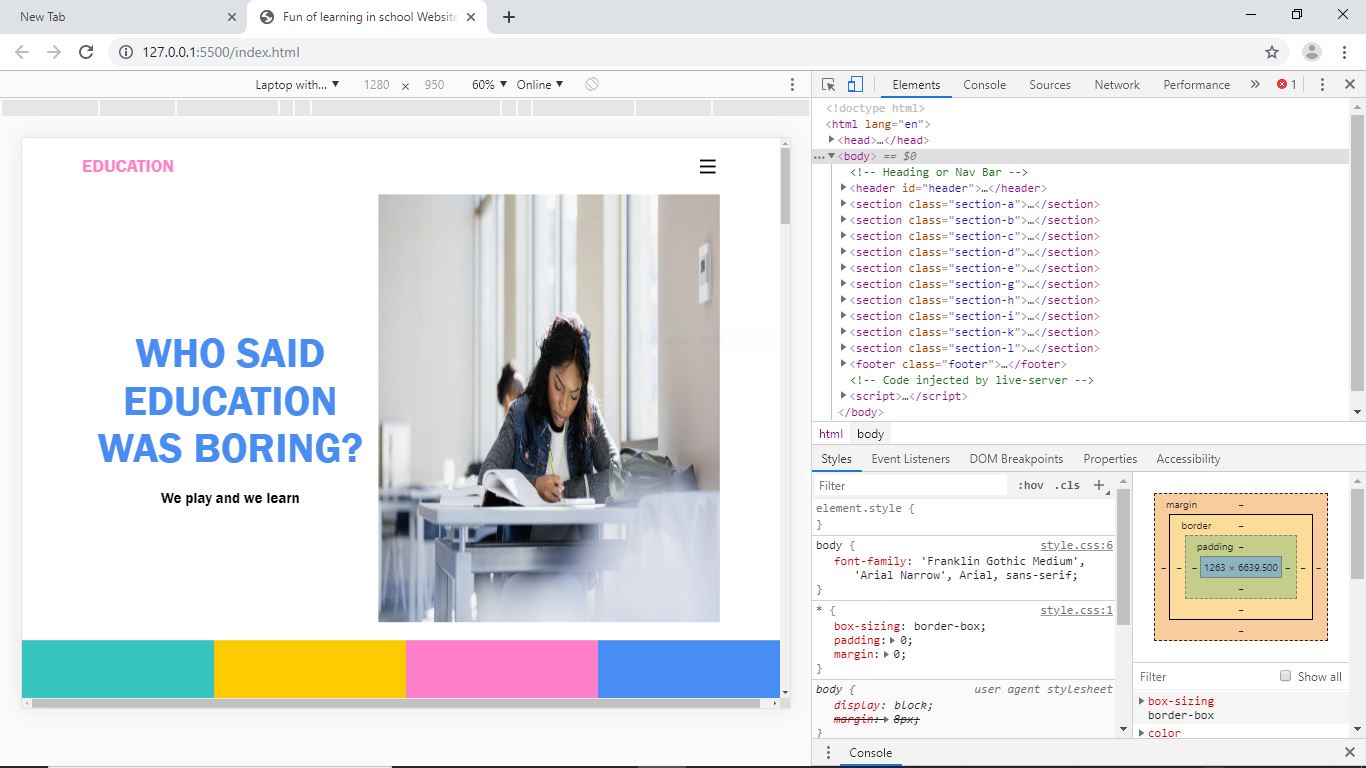 New Tab
Fun of learning in school Website
127.0.0.1:5500/index.html
Laptop with... 1280 × 950 60% Online
Elements Console Sources Network Performance » 1
EDUCATION
WHO SAID
EDUCATION
WAS BORING?
We play and we learn
<!doctype html>
<html lang="en">
<head>…</head>
<body> == $0
<!-- Heading or Nav Bar -->
<header id="header">…</header>
<section class="section-a">…</section>
<section class="section-b">…</section>
<section class="section-c">…</section>
<section class="section-d">…</section>
<section class="section-e">…</section>
<section class="section-g">…</section>
<section class="section-h">…</section>
<section class="section-i">…</section>
<section class="section-k">…</section>
<section class="section-l">…</section>
<footer class="footer">…</footer>
<!-- Code injected by live-server -->
<script>…</script>
</body>
html body
Styles Event Listeners DOM Breakpoints Properties Accessibility
Filter :hov .cls +
element.style {
}
body { style.css:6
font-family: 'Franklin Gothic Medium',
'Arial Narrow', Arial, sans-serif;
}
* { style.css:1
box-sizing: border-box;
padding: 0;
margin: 0;
}
body { user agent stylesheet
display: block;
margin: 8px;
}
margin –
border –
padding –
– – – 1263 × 6639.500 – – –
–
–
–
Filter Show all
box-sizing
border-box
color
Console